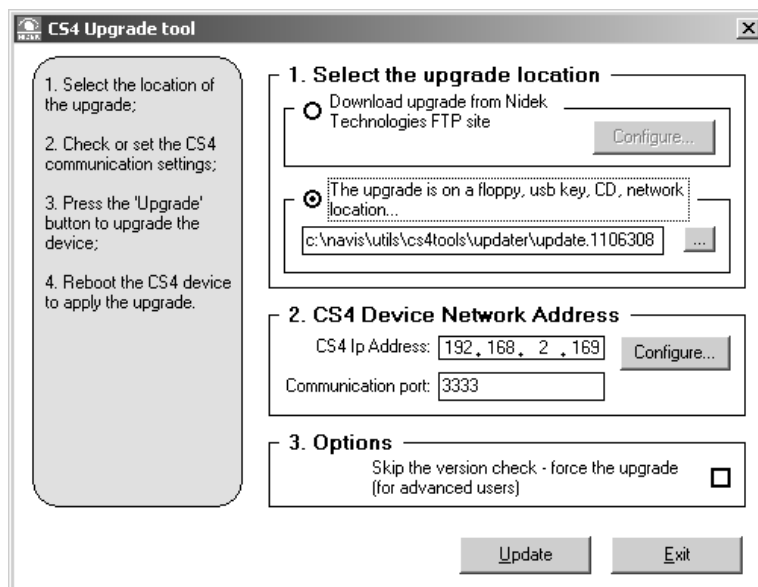 CS4 Upgrade tool
1. Select the location of
the upgrade;
2. Check or set the CS4
communication settings;
3. Press the 'Upgrade'
button to upgrade the
device;
4. Reboot the CS4 device
to apply the upgrade.
1. Select the upgrade location
Download upgrade from Nidek
Technologies FTP site
Configure...
The upgrade is on a floppy, usb key, CD, network
location...
c:\navis\utils\cs4tools\updater\update.1106308
...
2. CS4 Device Network Address
CS4 Ip Address: 192.168. 2 .169
Configure...
Communication port: 3333
3. Options
Skip the version check - force the upgrade
(for advanced users)
Update
Exit